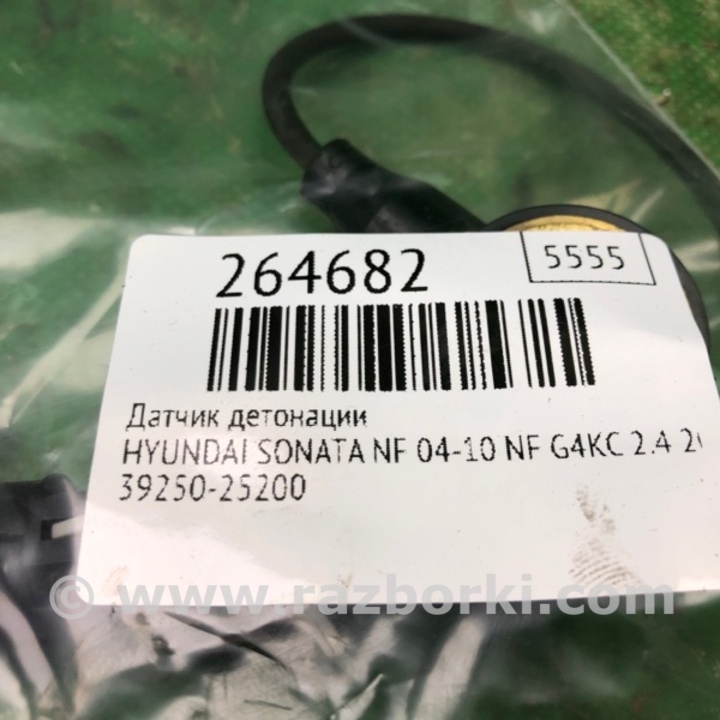 264682
5555
Датчик детонации
HYUNDAI SONATA NF 04-10 NF G4KC 2.4
39250-25200
© www.razborki.com